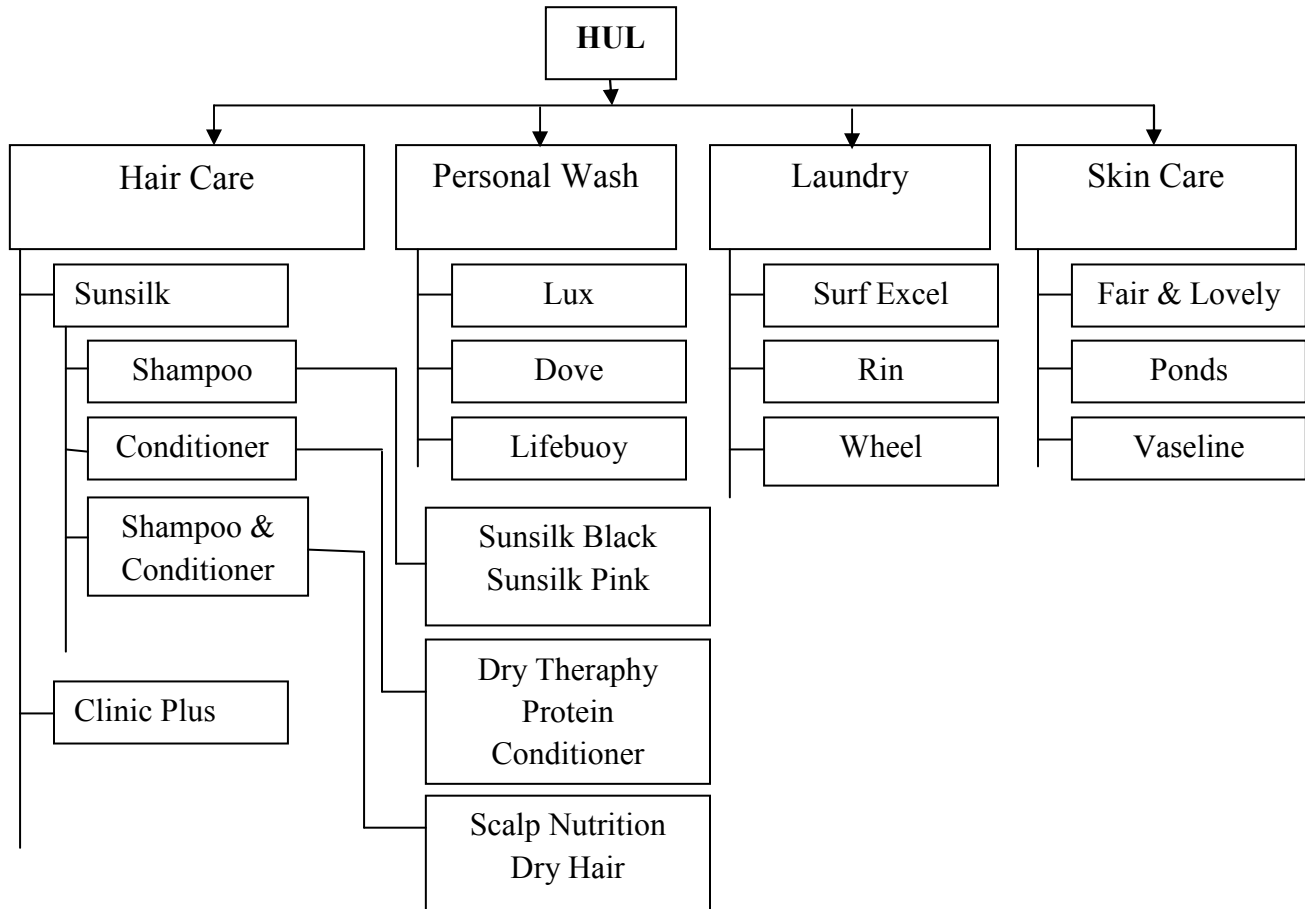 HUL
Hair Care
Personal Wash
Laundry
Skin Care
Sunsilk
Lux
Surf Excel
Fair & Lovely
Shampoo
Dove
Rin
Ponds
Conditioner
Lifebuoy
Wheel
Vaseline
Shampoo &
Conditioner
Sunsilk Black
Sunsilk Pink
Dry Theraphy
Protein
Conditioner
Clinic Plus
Scalp Nutrition
Dry Hair